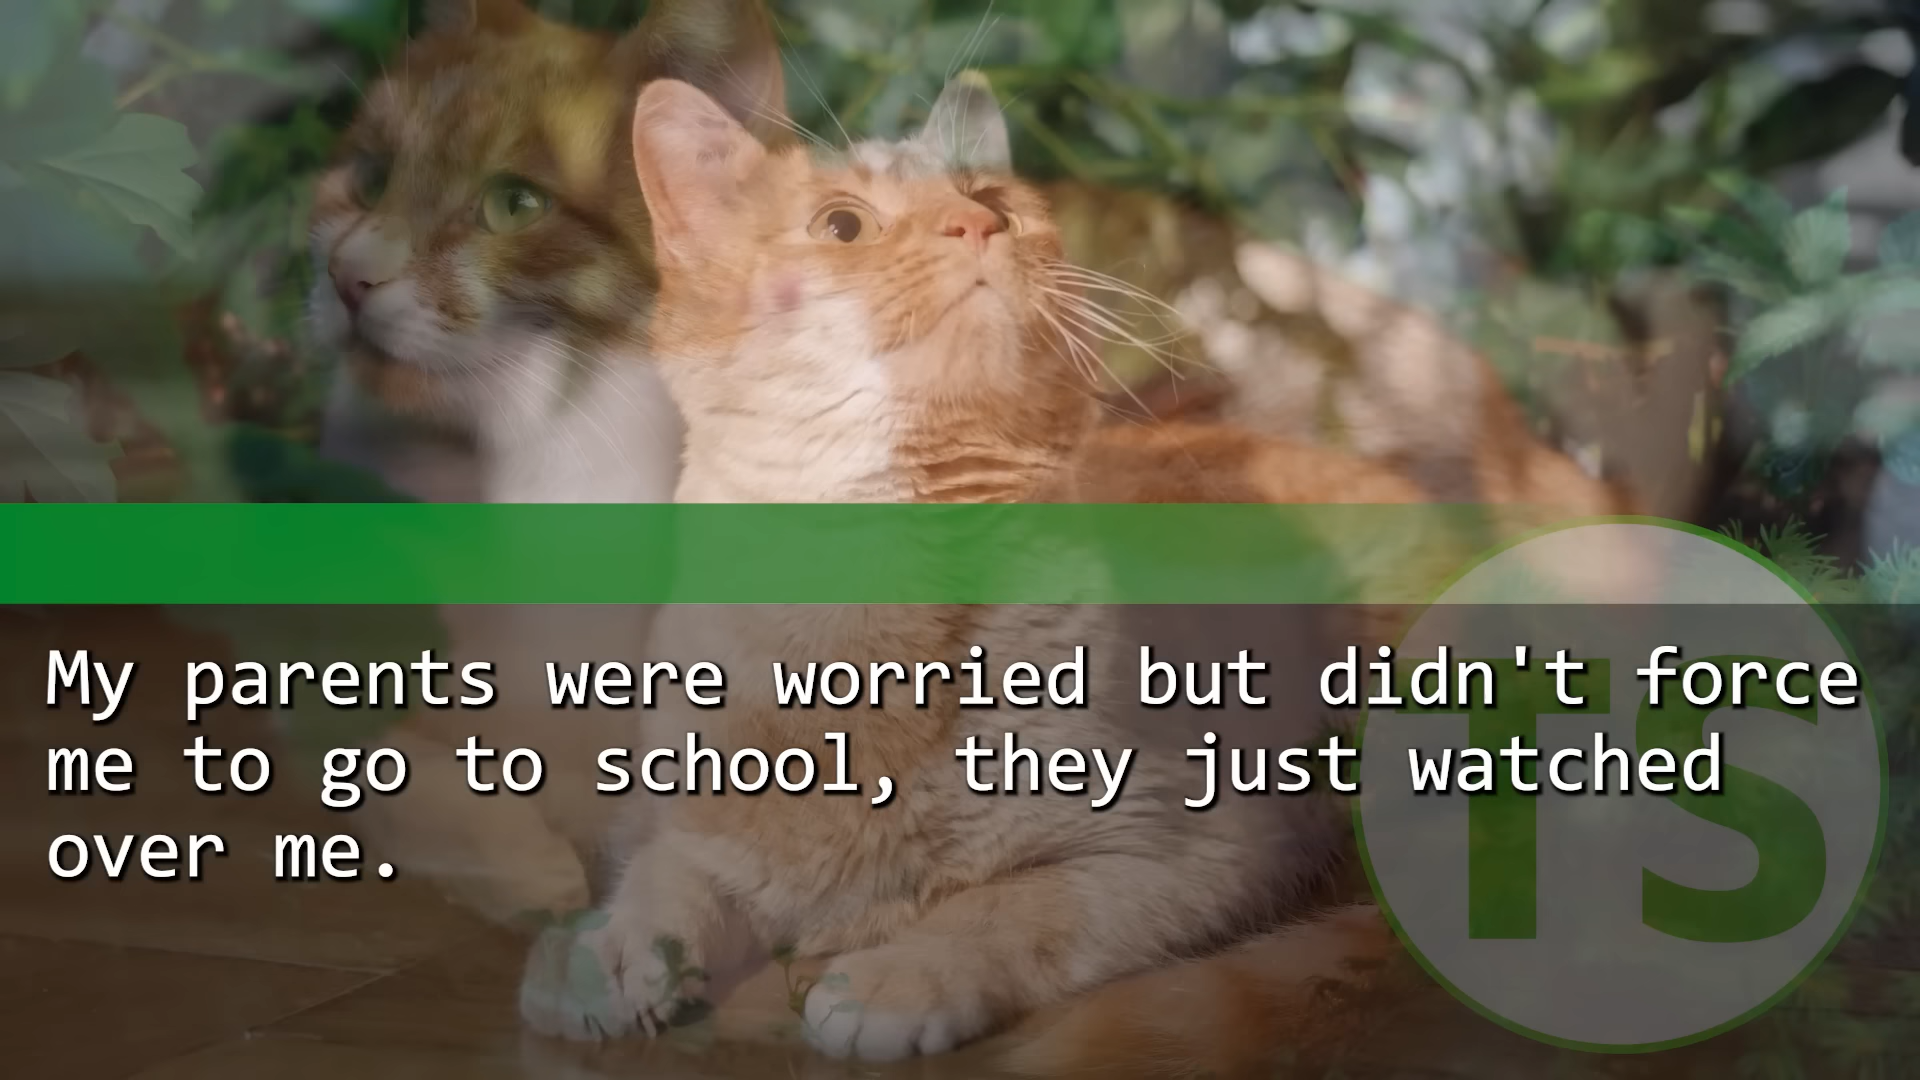 My parents were worried but didn't force
me to go to school, they just watched
over me.
TS